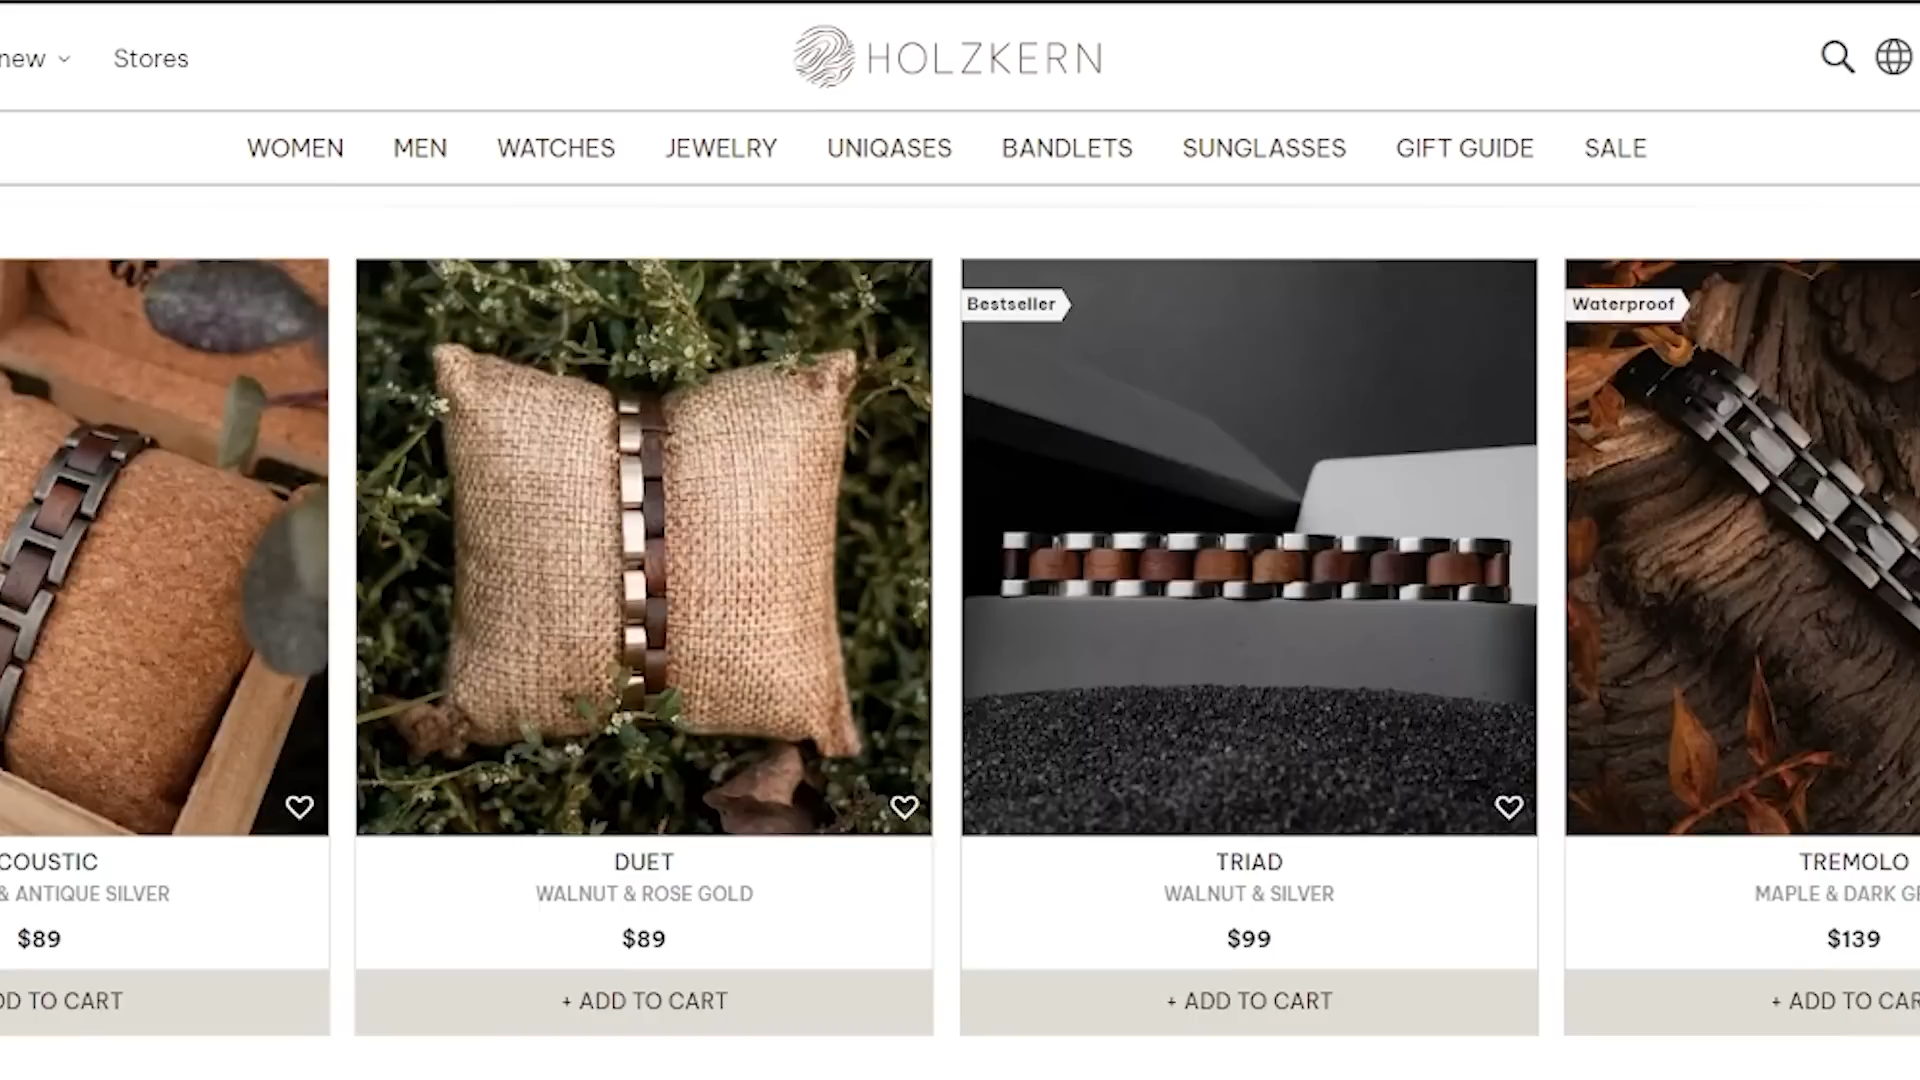 new
Stores
HOLZKERN
WOMEN
MEN
WATCHES
JEWELRY
UNIQASES
BANDLETS
SUNGLASSES
GIFT GUIDE
SALE
COUSTIC
& ANTIQUE SILVER
$89
DD TO CART
DUET
WALNUT & ROSE GOLD
$89
+ ADD TO CART
Bestseller
TRIAD
WALNUT & SILVER
$99
+ ADD TO CART
Waterproof
TREMOLO
MAPLE & DARK G
$139
+ ADD TO CAR